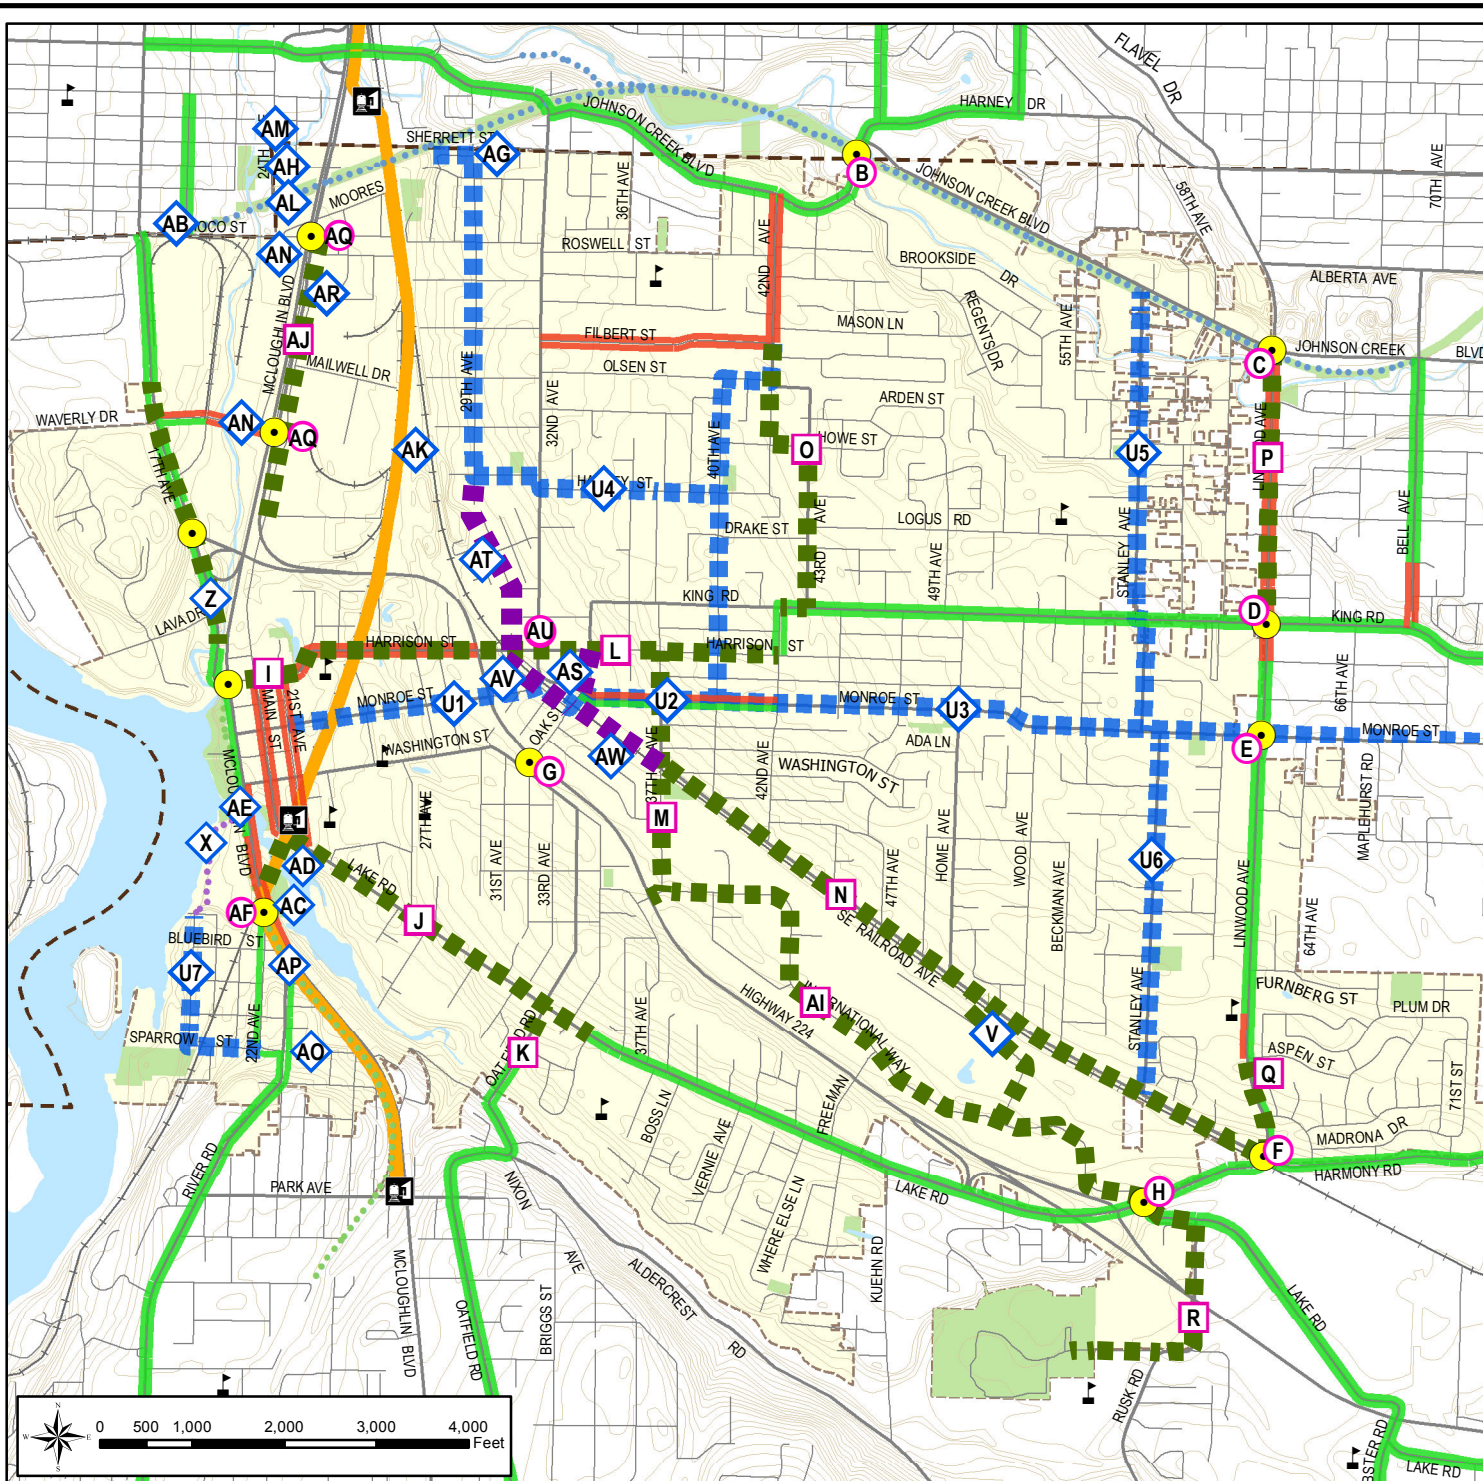 FLAVEL DR
HARNEY DR
JOHNSON CREEK BLVD
SHERRETT ST
AM
24TH
AH
AG
B
36TH AVE
JOHNSON CREEK BLVD
58TH AVE
70TH AVE
AL
MOORES
AB
OCO ST
AQ
AN
ROSWELL ST
42ND AVE
BROOKSIDE DR
ALBERTA AVE
AR
MCLOUGHLIN BLVD
AJ
FILBERT ST
MASON LN
REGENTS DR
55TH AVE
JOHNSON CREEK BLVD
C
MAILWELL DR
29TH AVE
OLSEN ST
32ND AVE
ARDEN ST
WAVERLY DR
AN
AQ
AK
40TH AVE
HOWE ST
O
U5
P
17TH AVE
U4
DRAKE ST
43RD AVE
LOGUS RD
49TH AVE
STANLEY AVE
BELL AVE
AT
Z
LAVA DR
KING RD
D
KING RD
HARRISON ST
AU
L
HARRISON ST
I
MAIN ST
21ST AVE
MONROE ST
U1
AV
AS
U2
MONROE ST
U3
66TH AVE
MONROE ST
E
OAK ST
WASHINGTON ST
G
AW
37TH AVE
42ND AVE
ADA LN
WASHINGTON ST
MAPLEHURST RD
AE
X
BLVD
27TH AVE
M
HOME AVE
WOOD AVE
U6
AD
LAKE RD
31ST AVE
33RD AVE
N
47TH AVE
BECKMAN AVE
LINWOOD AVE
64TH AVE
AF
AC
J
SE RAILROAD AVE
BLUEBIRD ST
U7
AP
HIGHWAY 224
AI
INTERNATIONAL WAY
FURNBERG ST
PLUM DR
SPARROW ST
22ND AVE
AO
K
37TH AVE
V
STANLEY AVE
ASPEN ST
Q
71ST ST
BOSS LN
FREEMAN
VERNIE AVE
MADRONA DR
F
RIVER RD
PARK AVE
NIXON AVE
WHERE ELSE LN
LAKE RD
H
HARMONY RD
MCLOUGHLIN BLVD
OATFIELD RD
BRIGGS ST
ALDERCREST RD
KUEHN RD
R
LAKE RD
RUSK RD
N
W E
S
0 500 1,000 2,000 3,000 4,000
Feet
LAKE RD